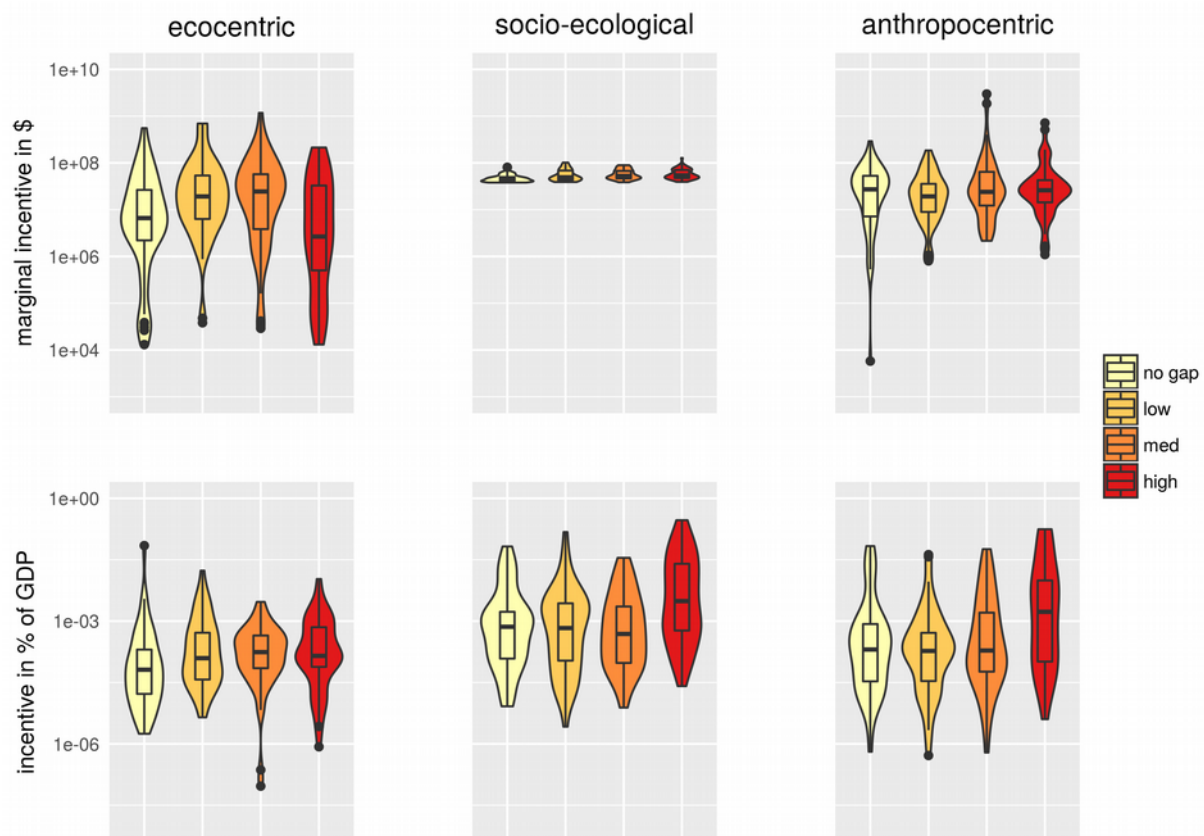 ecocentric
socio-ecological
anthropocentric
marginal incentive in $
1e+10
1e+08
1e+06
1e+04
no gap
low
med
high
incentive in % of GDP
1e+00
1e-03
1e-06